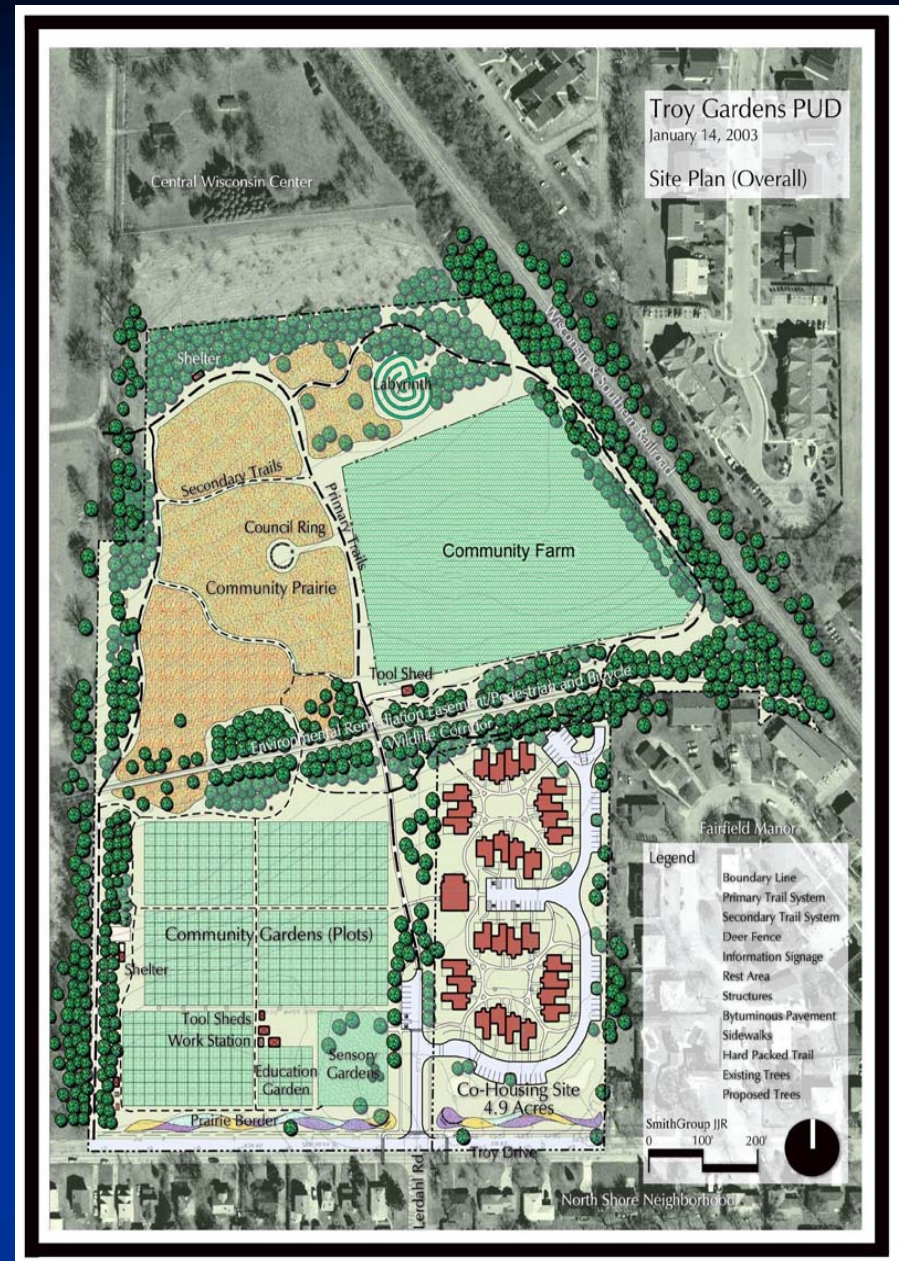 Troy Gardens PUD
January 14, 2003
Site Plan (Overall)
Central Wisconsin Center
Wisconsin & Southern Railroad
Shelter
Labyrinth
Secondary Trails
Primary Trails
Council Ring
Community Farm
Community Prairie
Tool Shed
Environmental Remediation Easement/Pedestrian and Bicycle
Wildlife Corridor
Fairfield Manor
Community Gardens (Plots)
Shelter
Tool Sheds
Work Station
Education
Garden
Sensory
Gardens
Co-Housing Site
4.9 Acres
Prairie Border
Troy Drive
Lerdahl Rd
North Shore Neighborhood
Legend
Boundary Line
Primary Trail System
Secondary Trail System
Deer Fence
Information Signage
Rest Area
Structures
Bytuminous Pavement
Sidewalks
Hard Packed Trail
Existing Trees
Proposed Trees
SmithGroup JJR
0 100' 200'